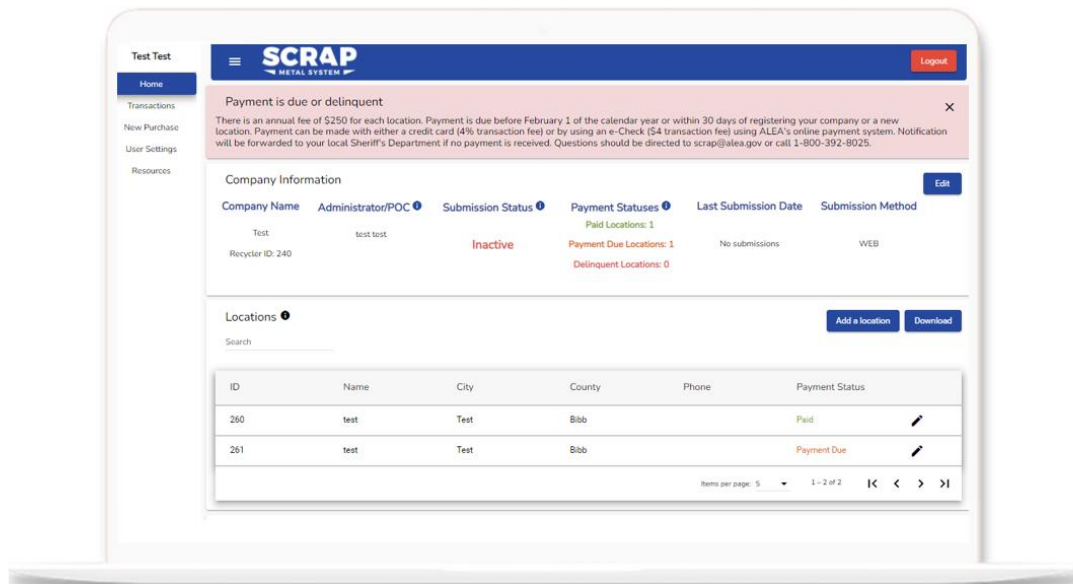 Test Test
Home
Transactions
New Purchase
User Settings
Resources
SCRAP
METAL SYSTEM
Logout
Payment is due or delinquent
There is an annual fee of $250 for each location. Payment is due before February 1 of the calendar year or within 30 days of registering your company or a new
location. Payment can be made with either a credit card (4% transaction fee) or by using an e-Check ($4 transaction fee) using ALEA's online payment system. Notification
will be forwarded to your local Sheriff's Department if no payment is received. Questions should be directed to scrap@alea.gov or call 1-800-392-8025.
Company Information
Edit
Company Name Administrator/POC Submission Status Payment Statuses Last Submission Date Submission Method
Test
Recycler ID: 240
test test
Inactive
Paid Locations: 1
Payment Due Locations: 1
Delinquent Locations: 0
No submissions
WEB
Locations
Add a location
Download
Search
ID Name City County Phone Payment Status
260 test Test Bibb Paid
261 test Test Bibb Payment Due
Items per page: 5 1 – 2 of 2